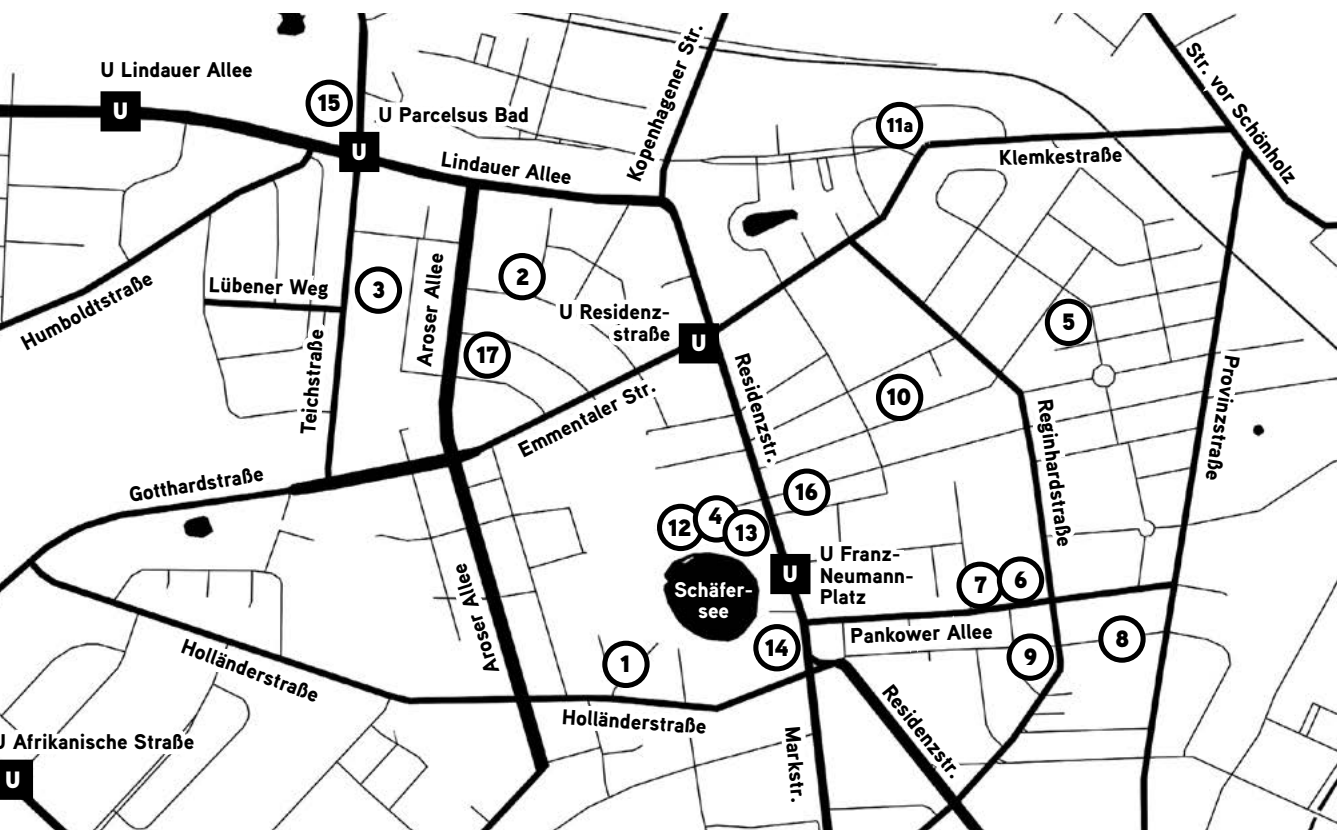 Kopenhagener Str.
Str. vor Schönholz
U Lindauer Allee
15
U
U Parcelsus Bad
11a
U
Lindauer Allee
Klemkestraße
Humboldtstraße
Lübener Weg
3
Aroser Allee
2
U Residenz-
straße
U
5
17
Teichstraße
Emmentaler Str.
Residenzstr.
10
Reginhardstraße
Provinzstraße
Gotthardstraße
16
12
4
13
U
U Franz-
Neumann-
Platz
7
6
Schäfer-
see
Aroser Allee
14
Pankower Allee
9
8
1
Holländerstraße
Holländerstraße
Markstr.
Residenzstr.
U Afrikanische Straße
U